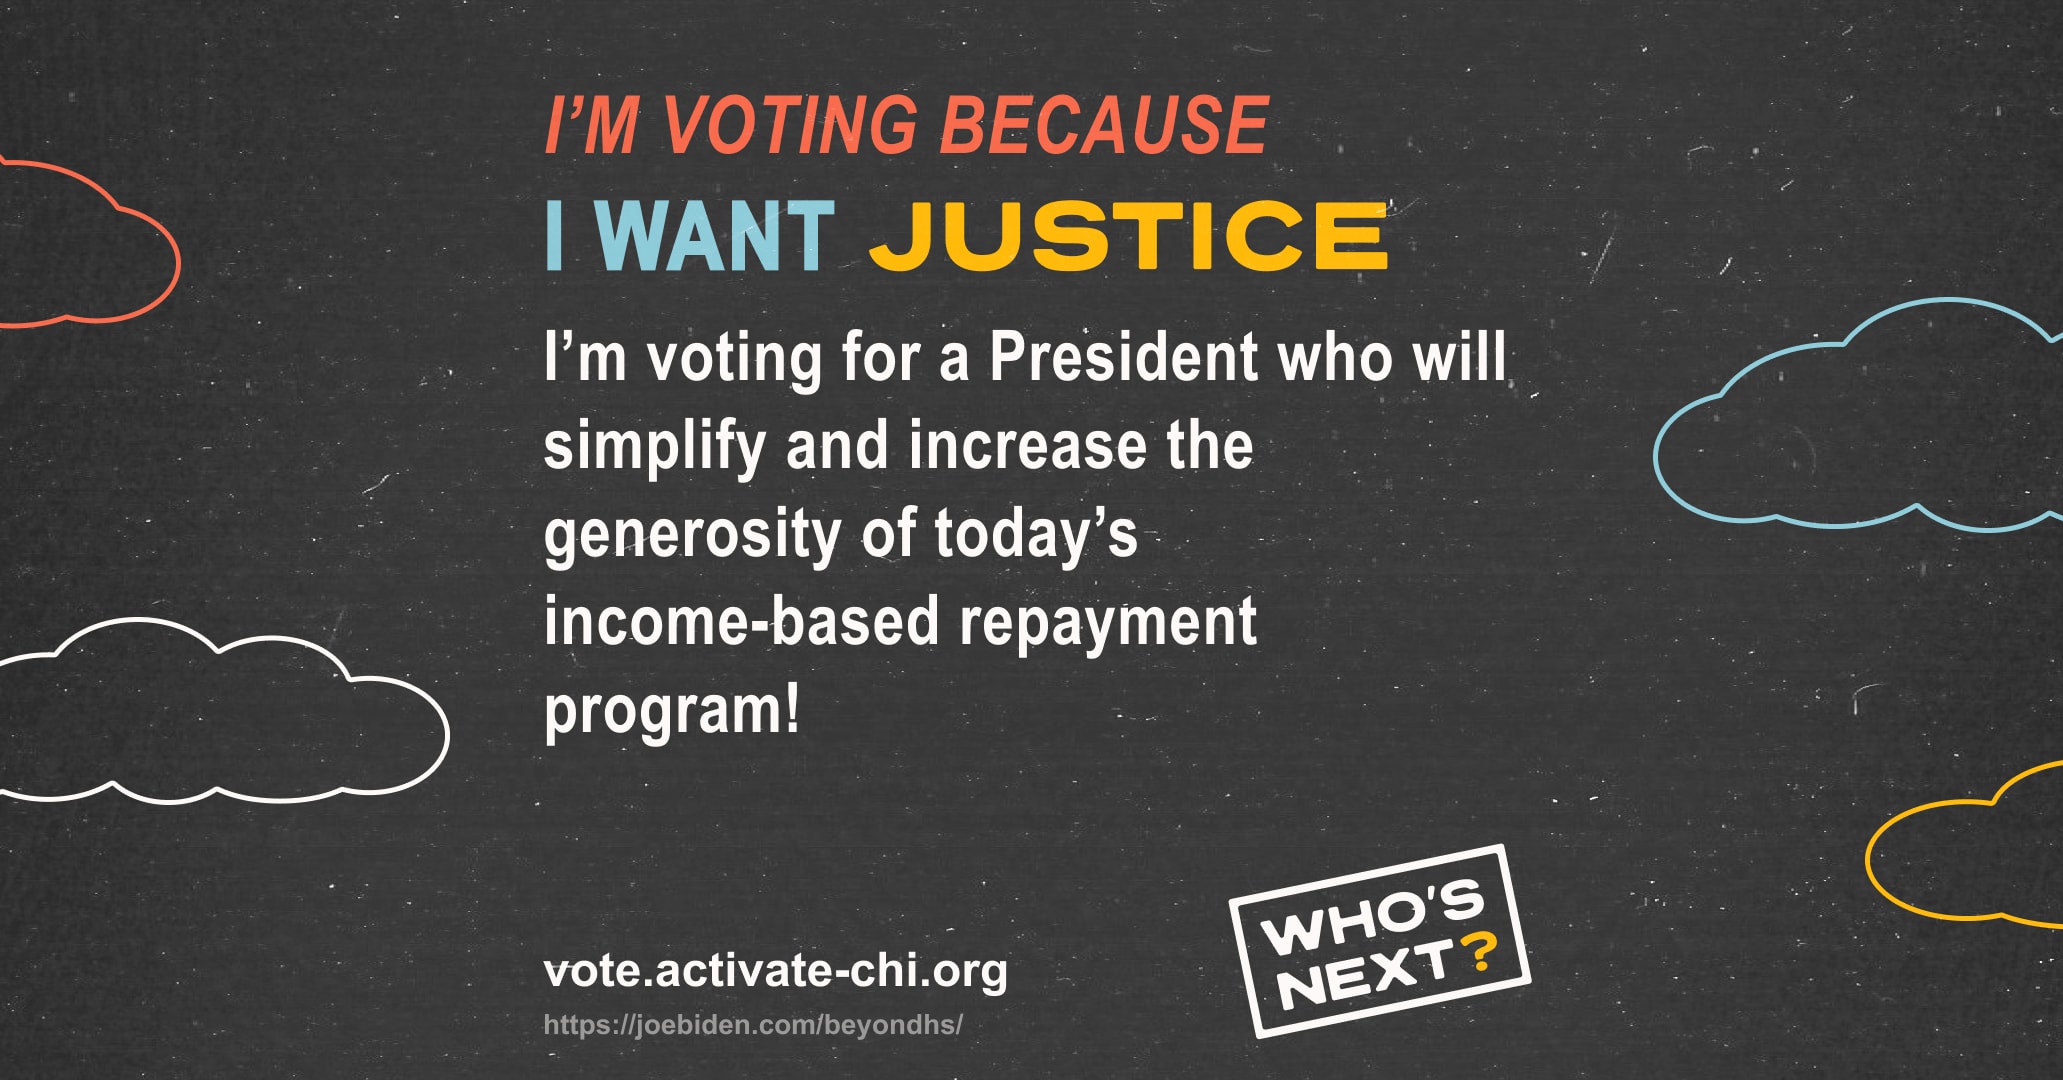 I’M VOTING BECAUSE
I WANT JUSTICE
I’m voting for a President who will
simplify and increase the
generosity of today’s
income-based repayment
program!
WHO’S
NEXT?
vote.activate-chi.org
https://joebiden.com/beyondhs/